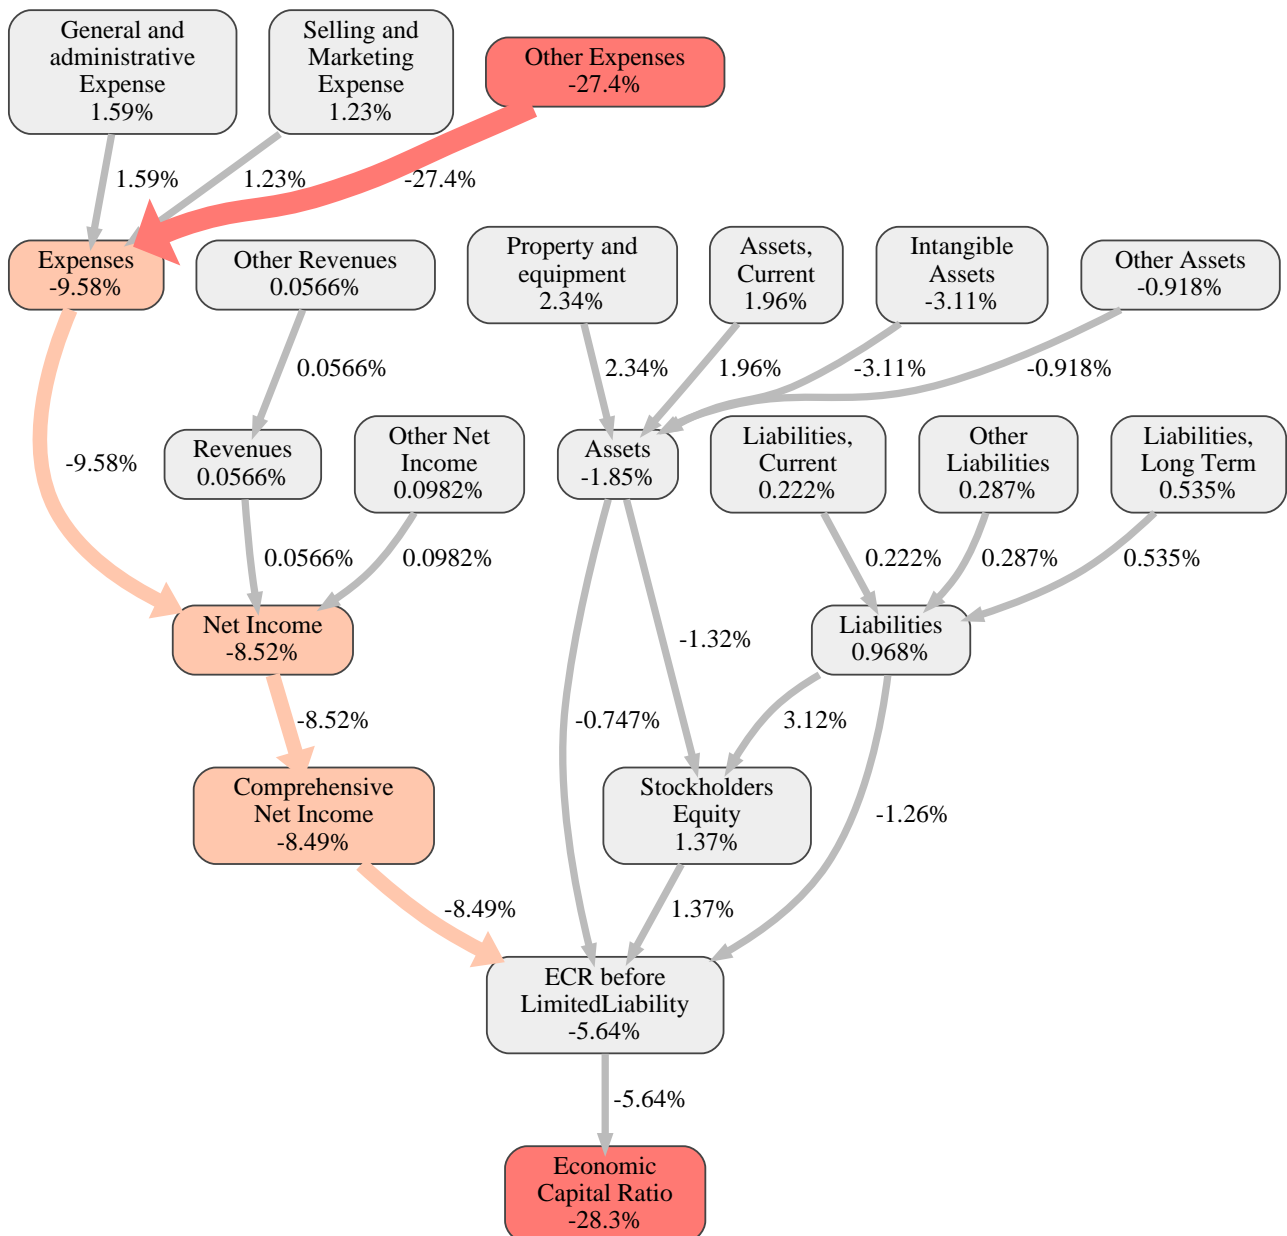 General and
administrative
Expense
1.59%
Selling and
Marketing
Expense
1.23%
Other Expenses
-27.4%
1.59%
1.23%
-27.4%
Expenses
-9.58%
Other Revenues
0.0566%
Property and
equipment
2.34%
Assets,
Current
1.96%
Intangible
Assets
-3.11%
Other Assets
-0.918%
0.0566%
2.34%
1.96%
-3.11%
-0.918%
-9.58%
Revenues
0.0566%
Other Net
Income
0.0982%
Assets
-1.85%
Liabilities,
Current
0.222%
Other
Liabilities
0.287%
Liabilities,
Long Term
0.535%
0.0566%
0.0982%
0.222%
0.287%
0.535%
Net Income
-8.52%
-1.32%
Liabilities
0.968%
-8.52%
-0.747%
3.12%
Comprehensive
Net Income
-8.49%
Stockholders
Equity
1.37%
-1.26%
-8.49%
1.37%
ECR before
LimitedLiability
-5.64%
-5.64%
Economic
Capital Ratio
-28.3%